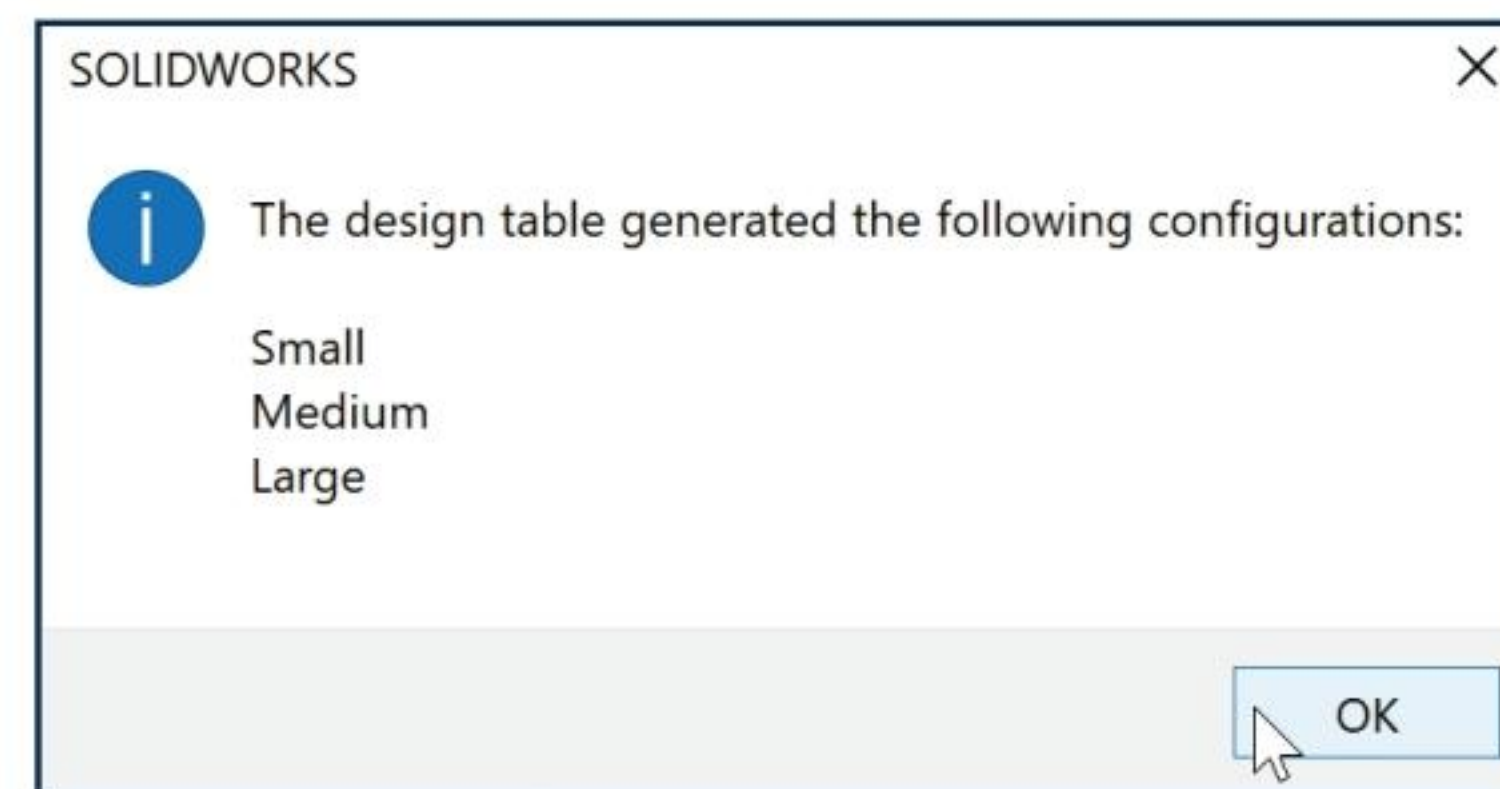 SOLIDWORKS
The design table generated the following configurations:
Small
Medium
Large
OK